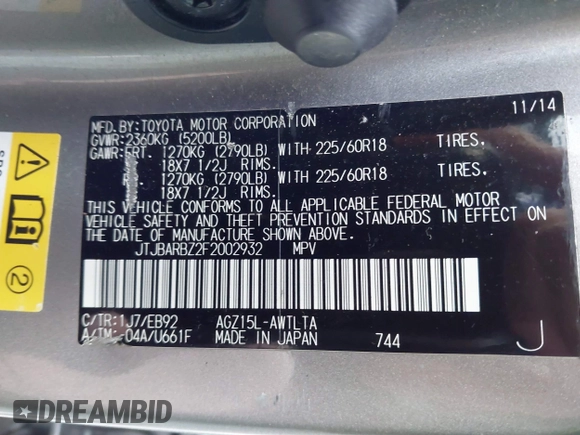 11/14
MFD.BY:TOYOTA MOTOR CORPORATION
GVWR:2360KG (5200LB)
GAWR:FRT. 1270KG (2790LB) WITH 225/60R18 TIRES,
18X7 1/2J RIMS.
1270KG (2790LB) WITH 225/60R18 TIRES,
18X7 1/2J RIMS.
THIS VEHICLE CONFORMS TO ALL APPLICABLE FEDERAL MOTOR
VEHICLE SAFETY AND THEFT PREVENTION STANDARDS IN EFFECT ON
THE DATE OF MANUFACTURE SHOWN ABOVE.
JTJBARBZ2F2002932 MPV
C/TR:1J7/EB92 AGZ15L-AWTLTA
A/TM:-04A/U661F MADE IN JAPAN 744 J
2
DREAMBID